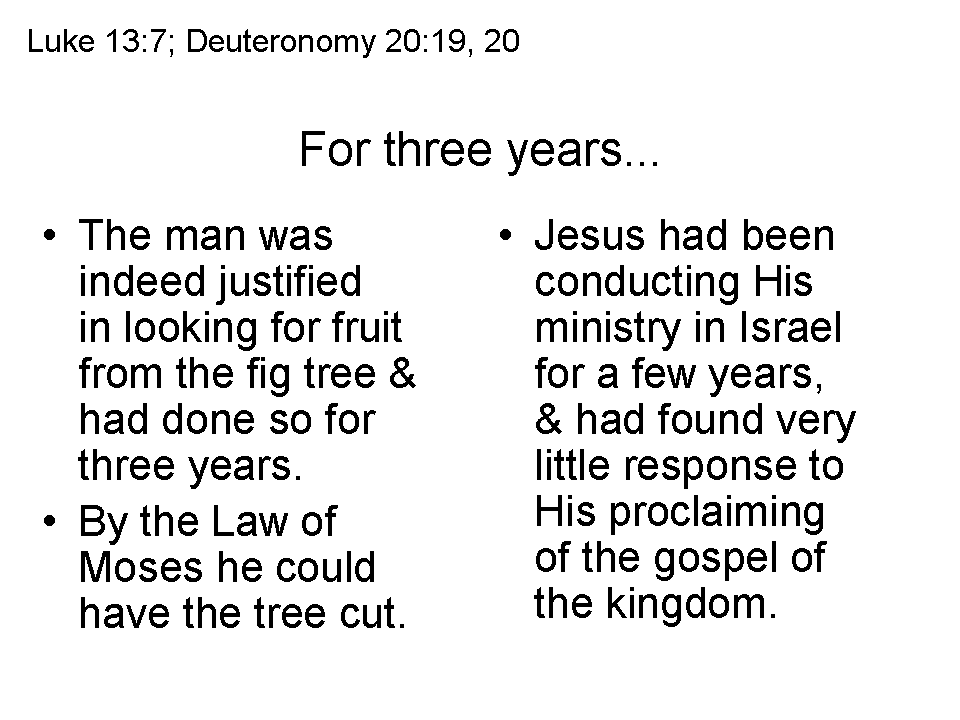 Luke 13:7; Deuteronomy 20:19, 20
For three years...
• The man was
indeed justified
in looking for fruit
from the fig tree &
had done so for
three years.
• By the Law of
Moses he could
have the tree cut.
• Jesus had been
conducting His
ministry in Israel
for a few years,
& had found very
little response to
His proclaiming
of the gospel of
the kingdom.